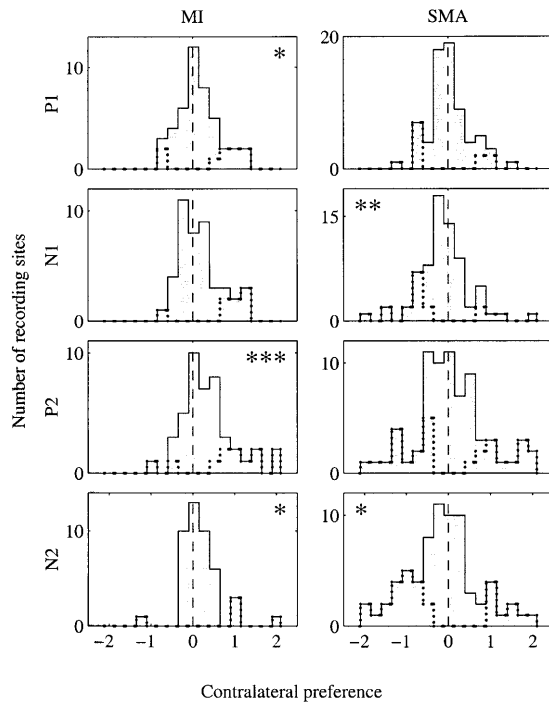 MI SMA
10 * 20
P1 10
0 0
10 15 **
N1
0 0
10 *** 10
P2
0 0
10 * 10 *
N2
0 0
−2 −1 0 1 2 −2 −1 0 1 2
Number of recording sites
Contralateral preference